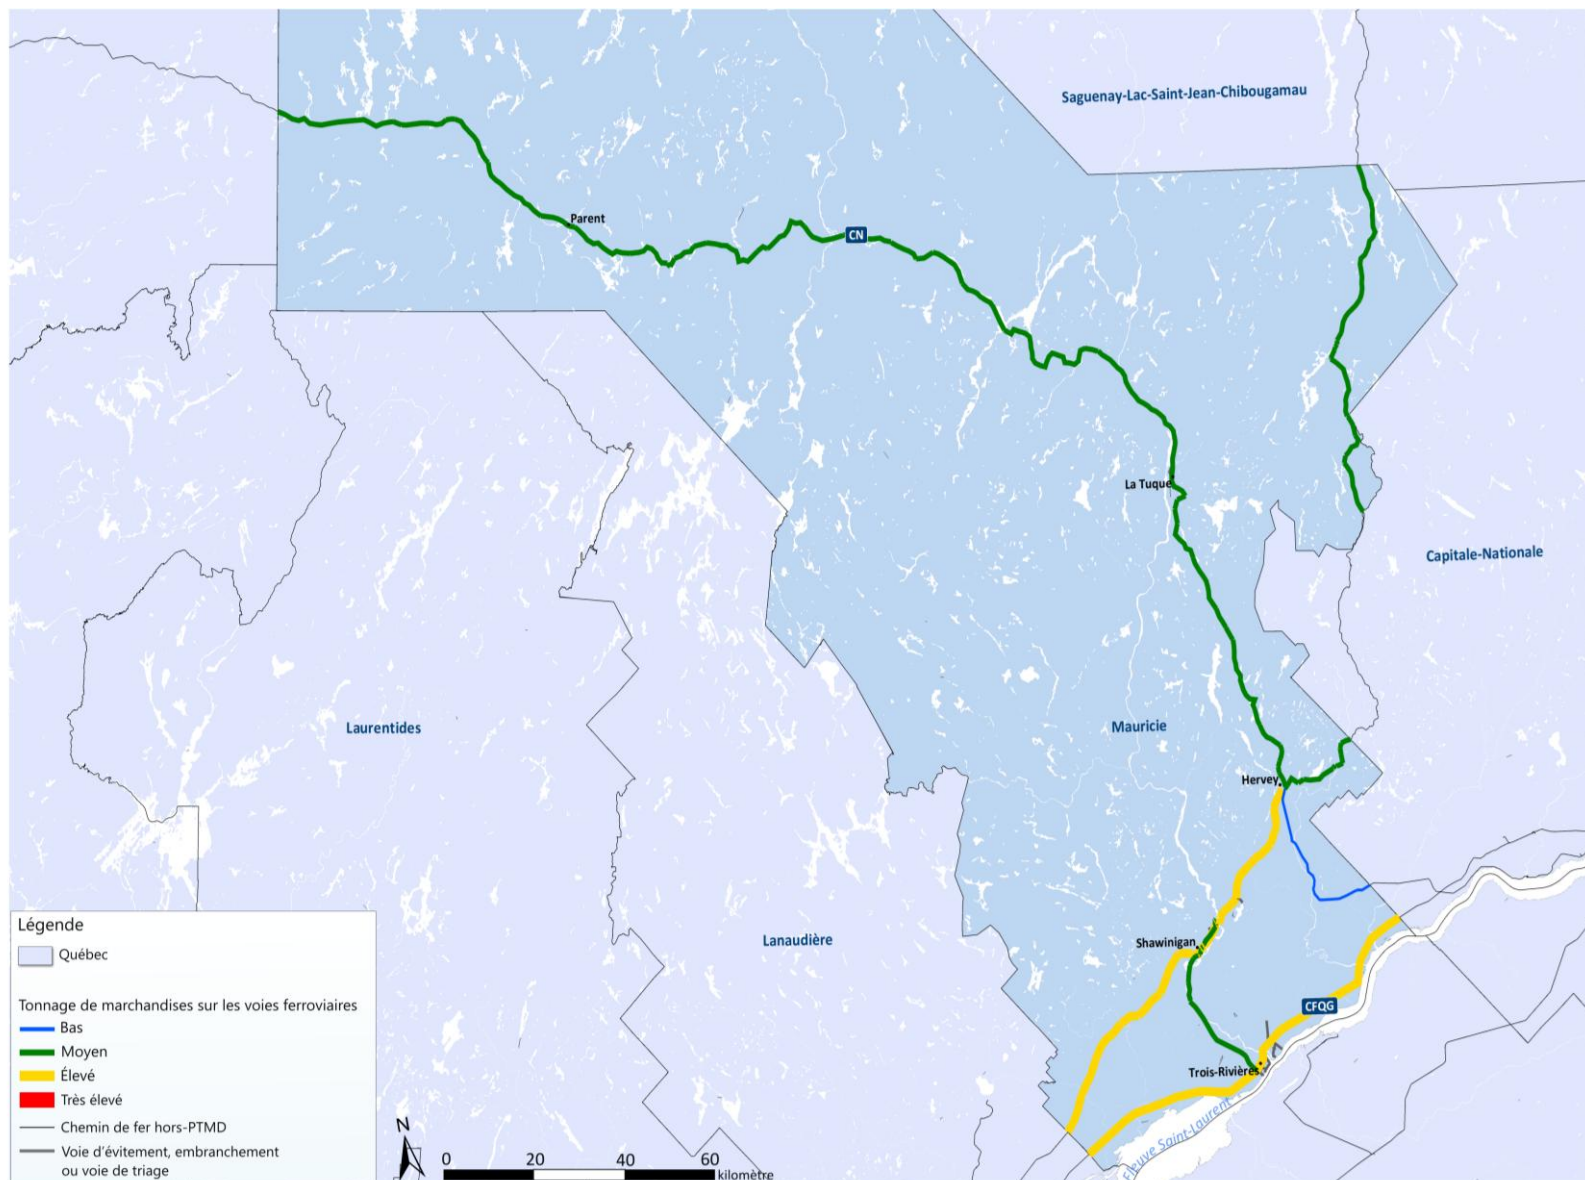 Saguenay-Lac-Saint-Jean-Chibougamau
Parent
CN
La Tuque
Capitale-Nationale
Laurentides
Mauricie
Hervey
Lanaudière
Shawinigan
CFQG
Trois-Rivières
Fleuve Saint-Laurent
Légende
Québec
Tonnage de marchandises sur les voies ferroviaires
Bas
Moyen
Élevé
Très élevé
Chemin de fer hors-PTMD
Voie d'évitement, embranchement
ou voie de triage
N
0 20 40 60
kilomètre